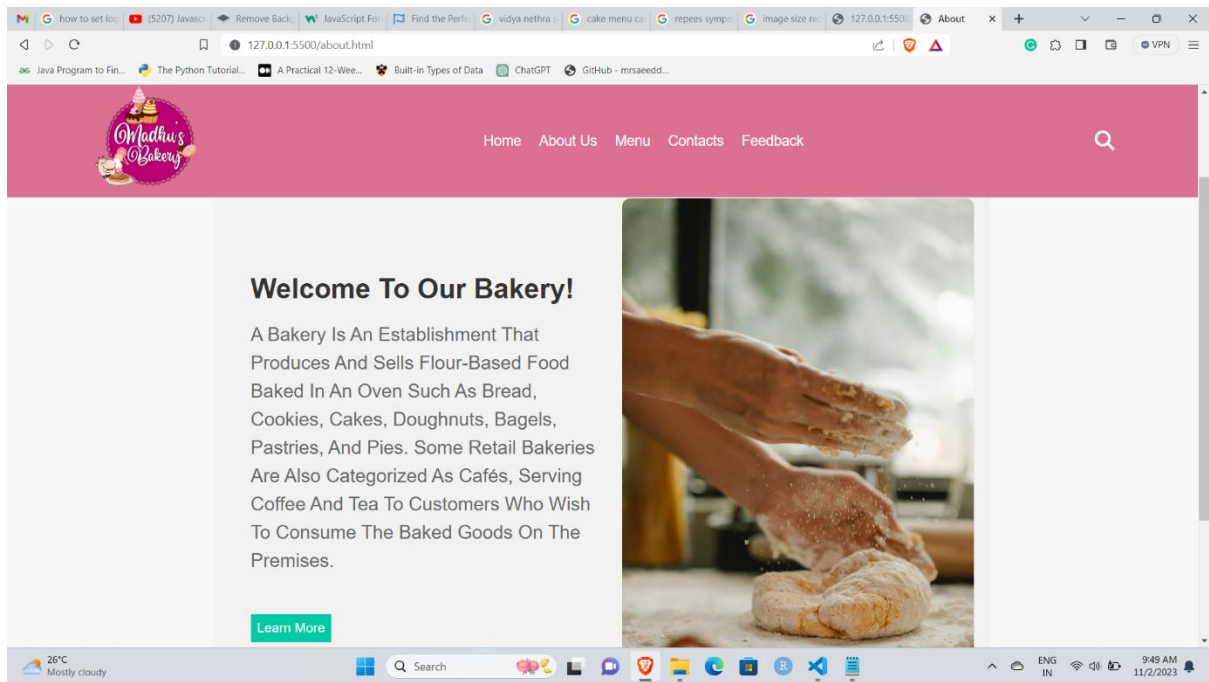 how to set log
(5207) Javasc
Remove Back
JavaScript For
Find the Perfe
vidya nethra s
cake menu car
repees sympo
image size re
127.0.0.1:5500
About
127.0.0.1:5500/about.html
VPN
Java Program to Fin...
The Python Tutorial...
A Practical 12-Wee...
Built-in Types of Data
ChatGPT
GitHub - mrsaeedd...
Madhu's
Bakery
Home About Us Menu Contacts Feedback
Welcome To Our Bakery!
A Bakery Is An Establishment That
Produces And Sells Flour-Based Food
Baked In An Oven Such As Bread,
Cookies, Cakes, Doughnuts, Bagels,
Pastries, And Pies. Some Retail Bakeries
Are Also Categorized As Cafés, Serving
Coffee And Tea To Customers Who Wish
To Consume The Baked Goods On The
Premises.
Learn More
26°C
Mostly cloudy
Search
ENG
IN
9:49 AM
11/2/2023